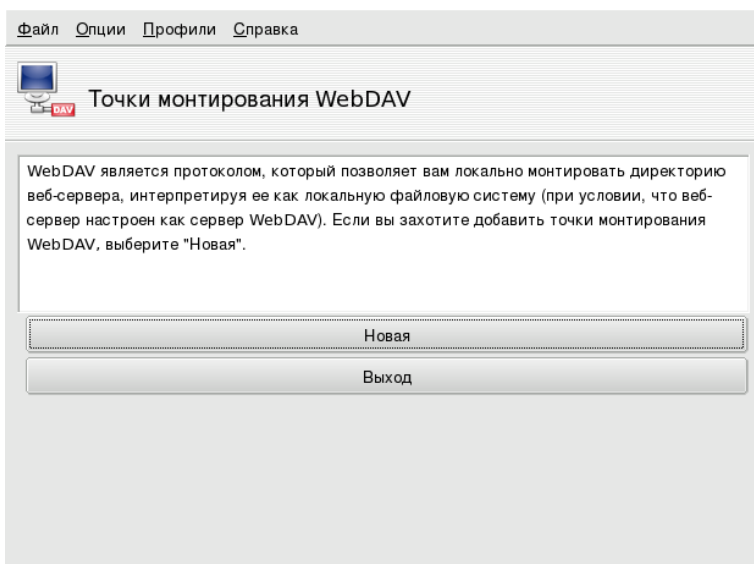 Файл Опции Профили Справка
DAV
Точки монтирования WebDAV
WebDAV является протоколом, который позволяет вам локально монтировать директорию
веб-сервера, интерпретируя ее как локальную файловую систему (при условии, что веб-
сервер настроен как сервер WebDAV). Если вы захотите добавить точки монтирования
WebDAV, выберите "Новая".
Новая
Выход